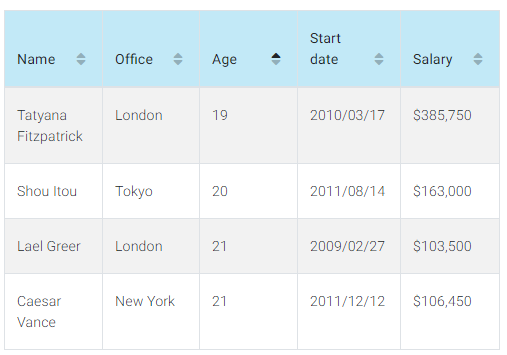 Name Office Age Start date Salary
Tatyana Fitzpatrick London 19 2010/03/17 $385,750
Shou Itou Tokyo 20 2011/08/14 $163,000
Lael Greer London 21 2009/02/27 $103,500
Caesar Vance New York 21 2011/12/12 $106,450